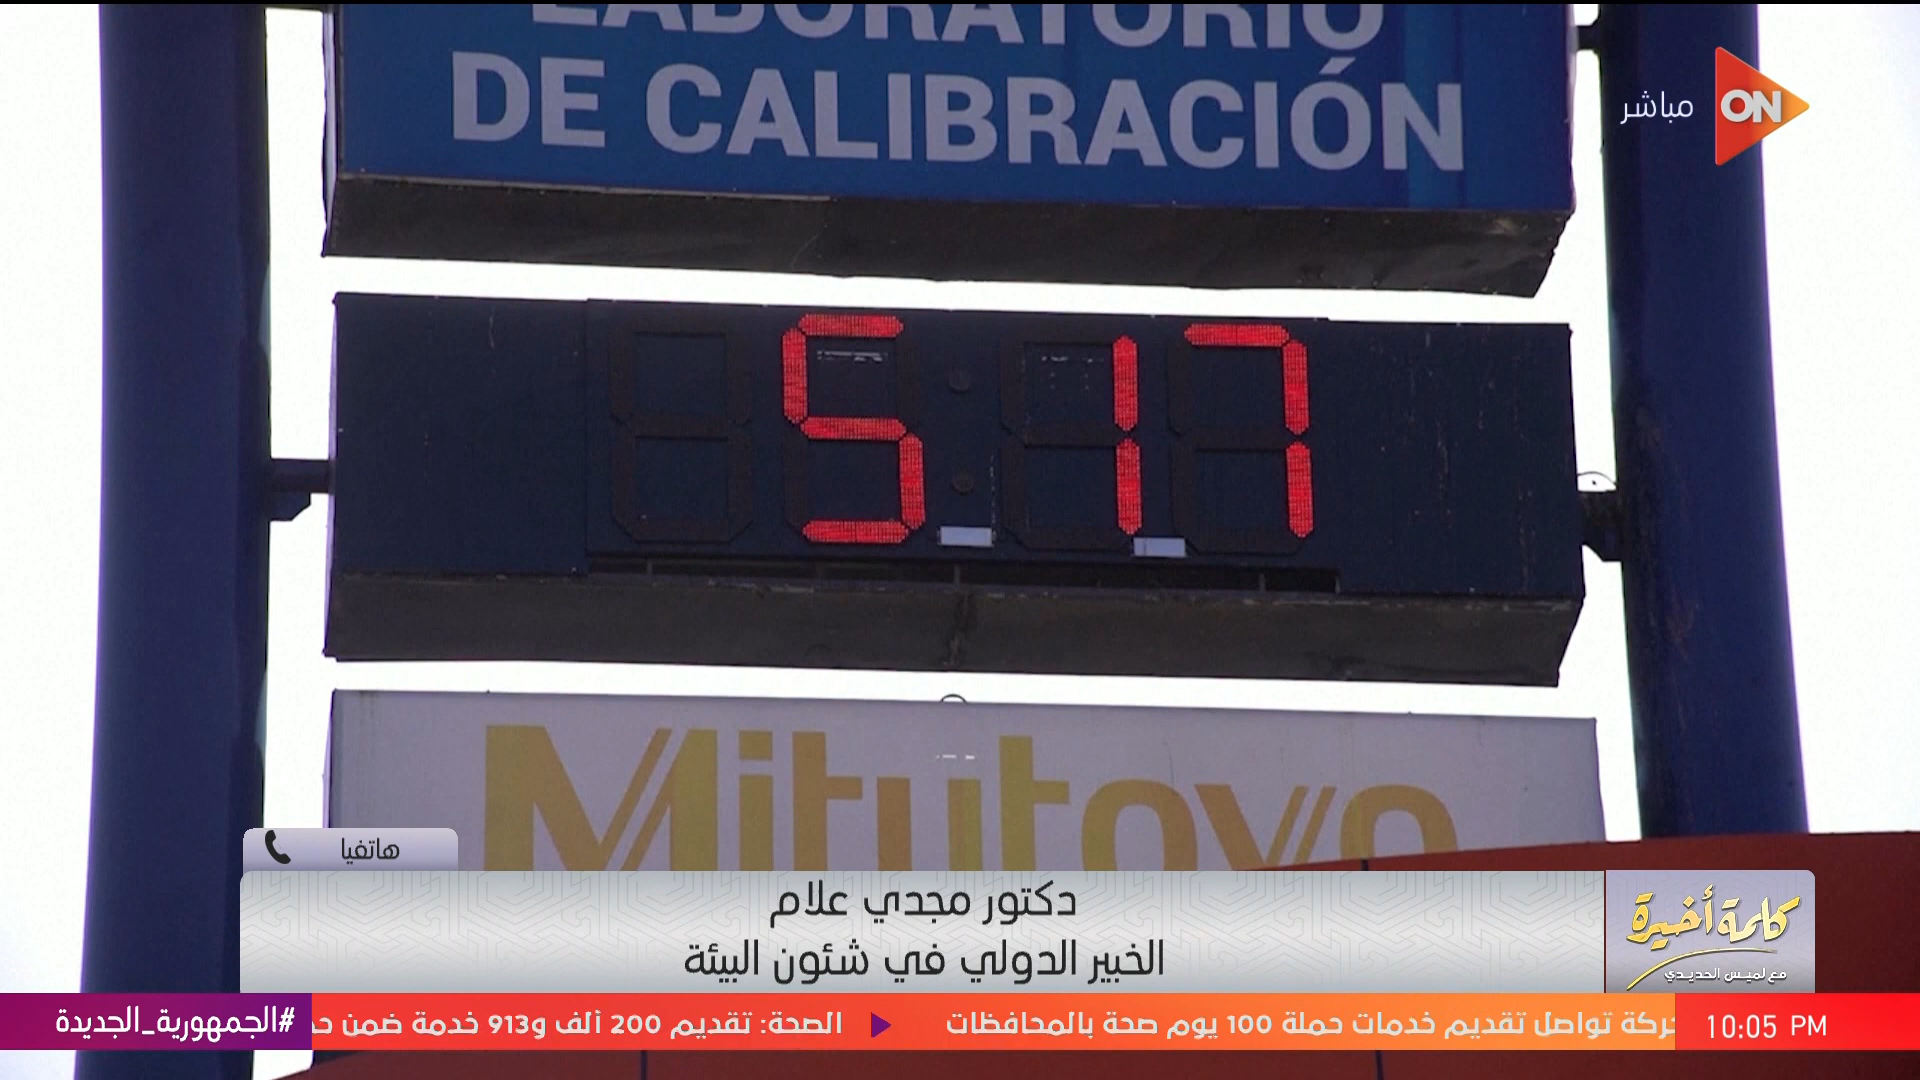 LABORATORIO
DE CALIBRACIÓN
مباشر
ON
5 17
Mitutoyo
هاتفيا
دكتور مجدي علام
الخبير الدولي في شئون البيئة
كلمة أخيرة
مع لميس الحديدي
10:05 PM
تواصل تقديم خدمات حملة 100 يوم صحة بالمحافظات
الصحة: تقديم 200 ألف و913 خدمة ضمن
#الجمهورية_الجديدة